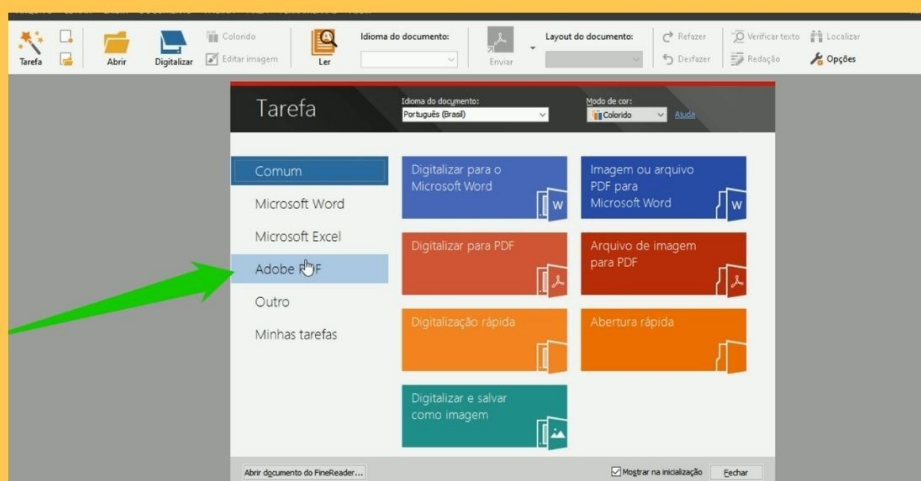 Colorido
Idioma do documento:
Layout do documento:
Refazer
Verificar texto
Localizar
Tarefa
Abrir
Digitalizar
Editar imagem
Ler
Enviar
Desfazer
Redação
Opções
Tarefa
Idioma do documento:
Português (Brasil)
Modo de cor:
Colorido
Ajuda
Comum
Microsoft Word
Microsoft Excel
Adobe PDF
Outro
Minhas tarefas
Digitalizar para o
Microsoft Word
Imagem ou arquivo
PDF para
Microsoft Word
W
W
Digitalizar para PDF
Arquivo de imagem
para PDF
Digitalização rápida
Abertura rápida
Digitalizar e salvar
como imagem
Abrir documento do FineReader...
Mostrar na inicialização
Fechar